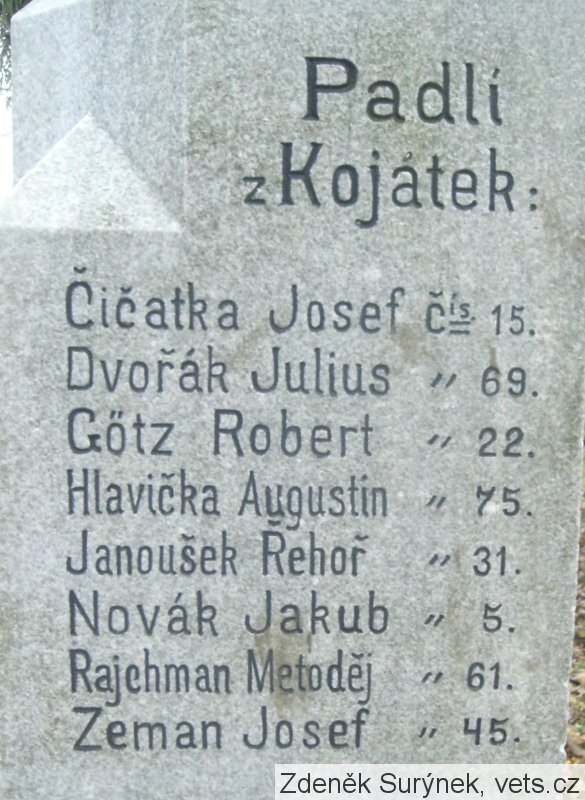 Padlí
z Kojátek:
Čičatka Josef čís. 15.
Dvořák Julius " 69.
Gőtz Robert " 22.
Hlavička Augustin " 75.
Janoušek Řehoř " 31.
Novák Jakub " 5.
Rajchman Metoděj " 61.
Zeman Josef " 45.
Zdeněk Surýnek, vets.cz